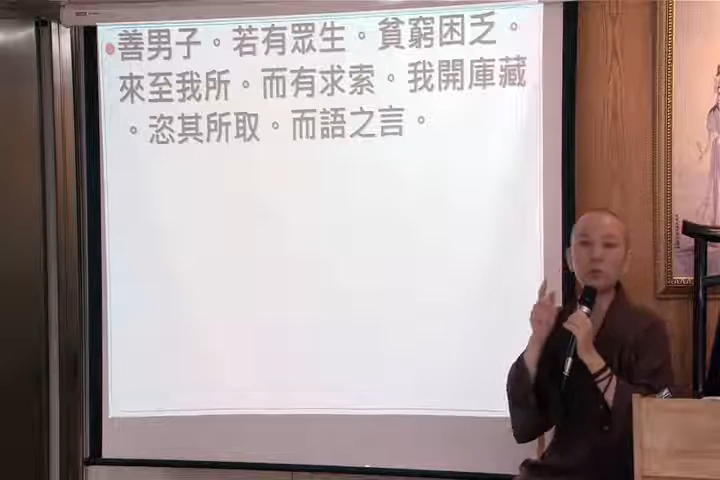 善男子。若有眾生。貧窮困乏。
來至我所。而有求索。我開庫藏
。恣其所取。而語之言。